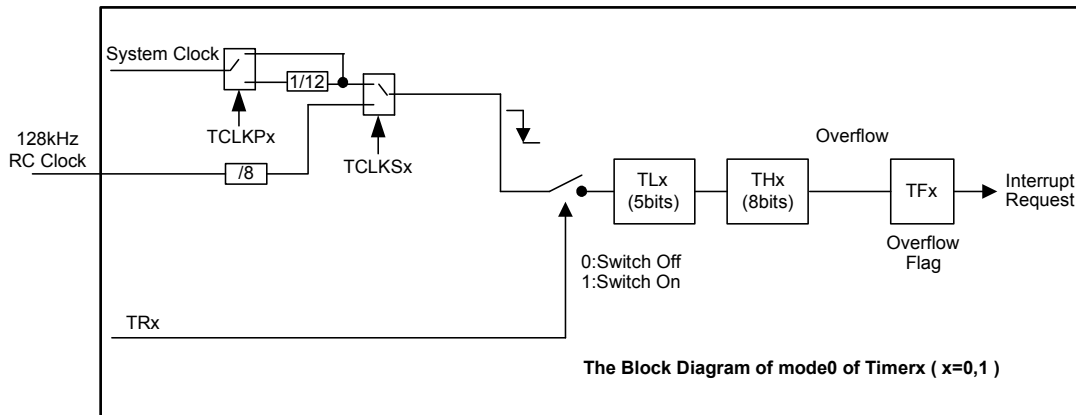 System Clock
1/12
TCLKPx
TCLKSx
128kHz
RC Clock
/8
Overflow
TLx
(5bits)
THx
(8bits)
TFx
Interrupt
Request
Overflow
Flag
0:Switch Off
1:Switch On
TRx
The Block Diagram of mode0 of Timerx ( x=0,1 )